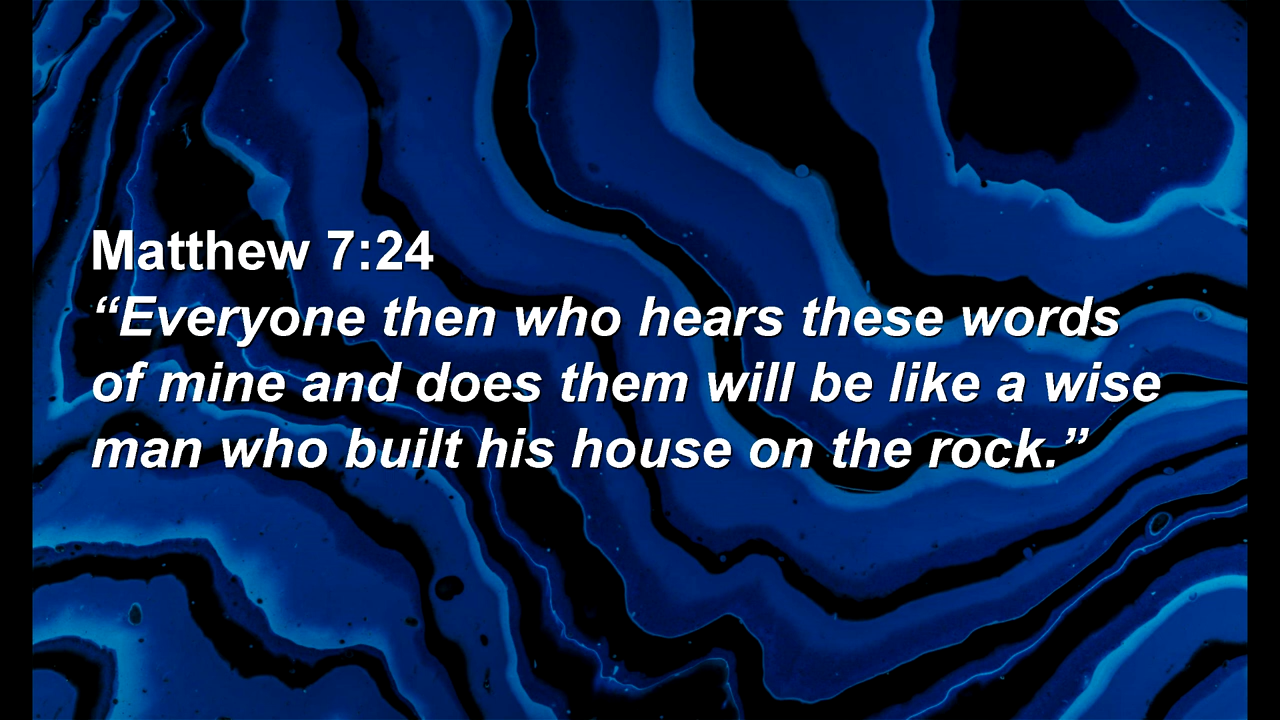 Matthew 7:24
“Everyone then who hears these words
of mine and does them will be like a wise
man who built his house on the rock.”